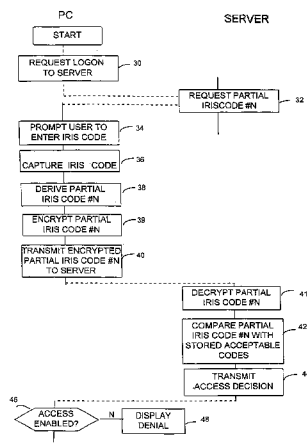 PC
SERVER
START
REQUEST LOGON
TO SERVER
30
REQUEST PARTIAL
IRISCODE #N
32
PROMPT USER TO
ENTER IRIS CODE
34
CAPTURE IRIS CODE
36
DERIVE PARTIAL
IRIS CODE #N
38
ENCRYPT PARTIAL
IRIS CODE #N
39
TRANSMIT ENCRYPTED
PARTIAL IRIS CODE #N
TO SERVER
40
DECRYPT PARTIAL
IRIS CODE #N
41
COMPARE PARTIAL
IRIS CODE #N WITH
STORED ACCEPTABLE
CODES
42
TRANSMIT
ACCESS DECISION
ACCESS
ENABLED?
46
N
DISPLAY
DENIAL
48